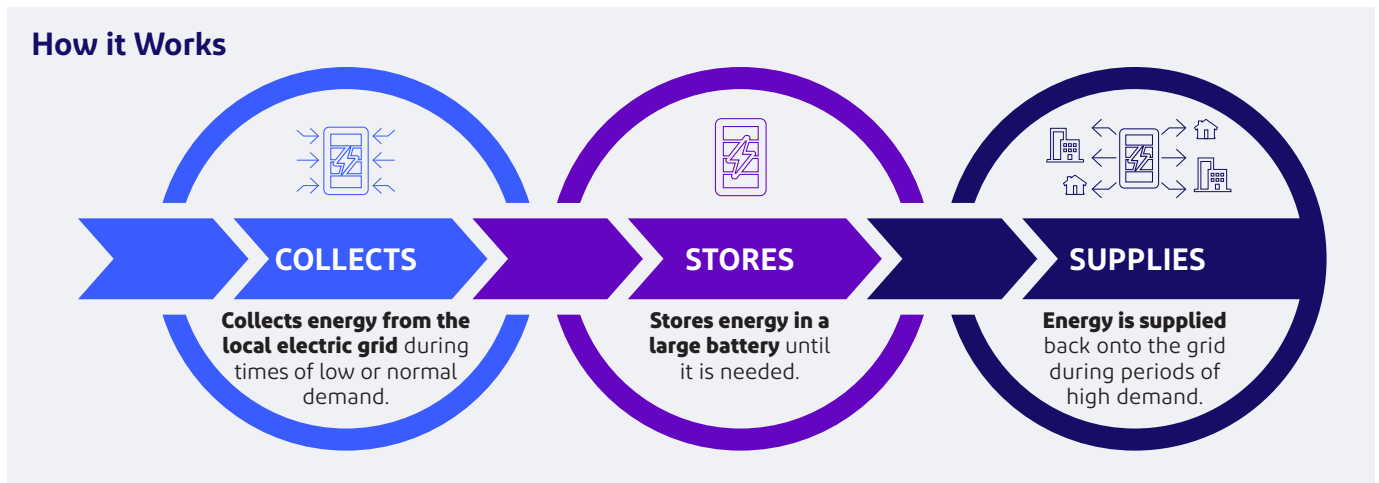 How it Works
COLLECTS
Collects energy from the
local electric grid during
times of low or normal
demand.
STORES
Stores energy in a
large battery until
it is needed.
SUPPLIES
Energy is supplied
back onto the grid
during periods of
high demand.